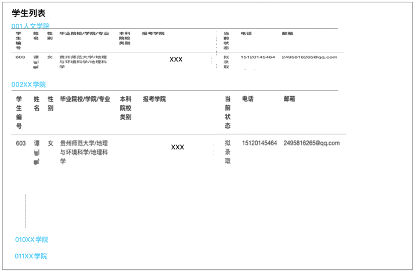 学生列表
001人文学院
学生编号 姓名 性别 毕业院校/学院/专业 本科院校类别 报考学院 当前状态 电话 邮箱
603 谭 女 贵州师范大学/地理与环境科学/地理科学 XXX 拟录取 15120145464 2495816265@qq.com
002XX学院
学生编号 姓名 性别 毕业院校/学院/专业 本科院校类别 报考学院 当前状态 电话 邮箱
603 谭 女 贵州师范大学/地理与环境科学/地理科学 XXX 拟录取 15120145464 2495816265@qq.com
010XX学院
011XX学院